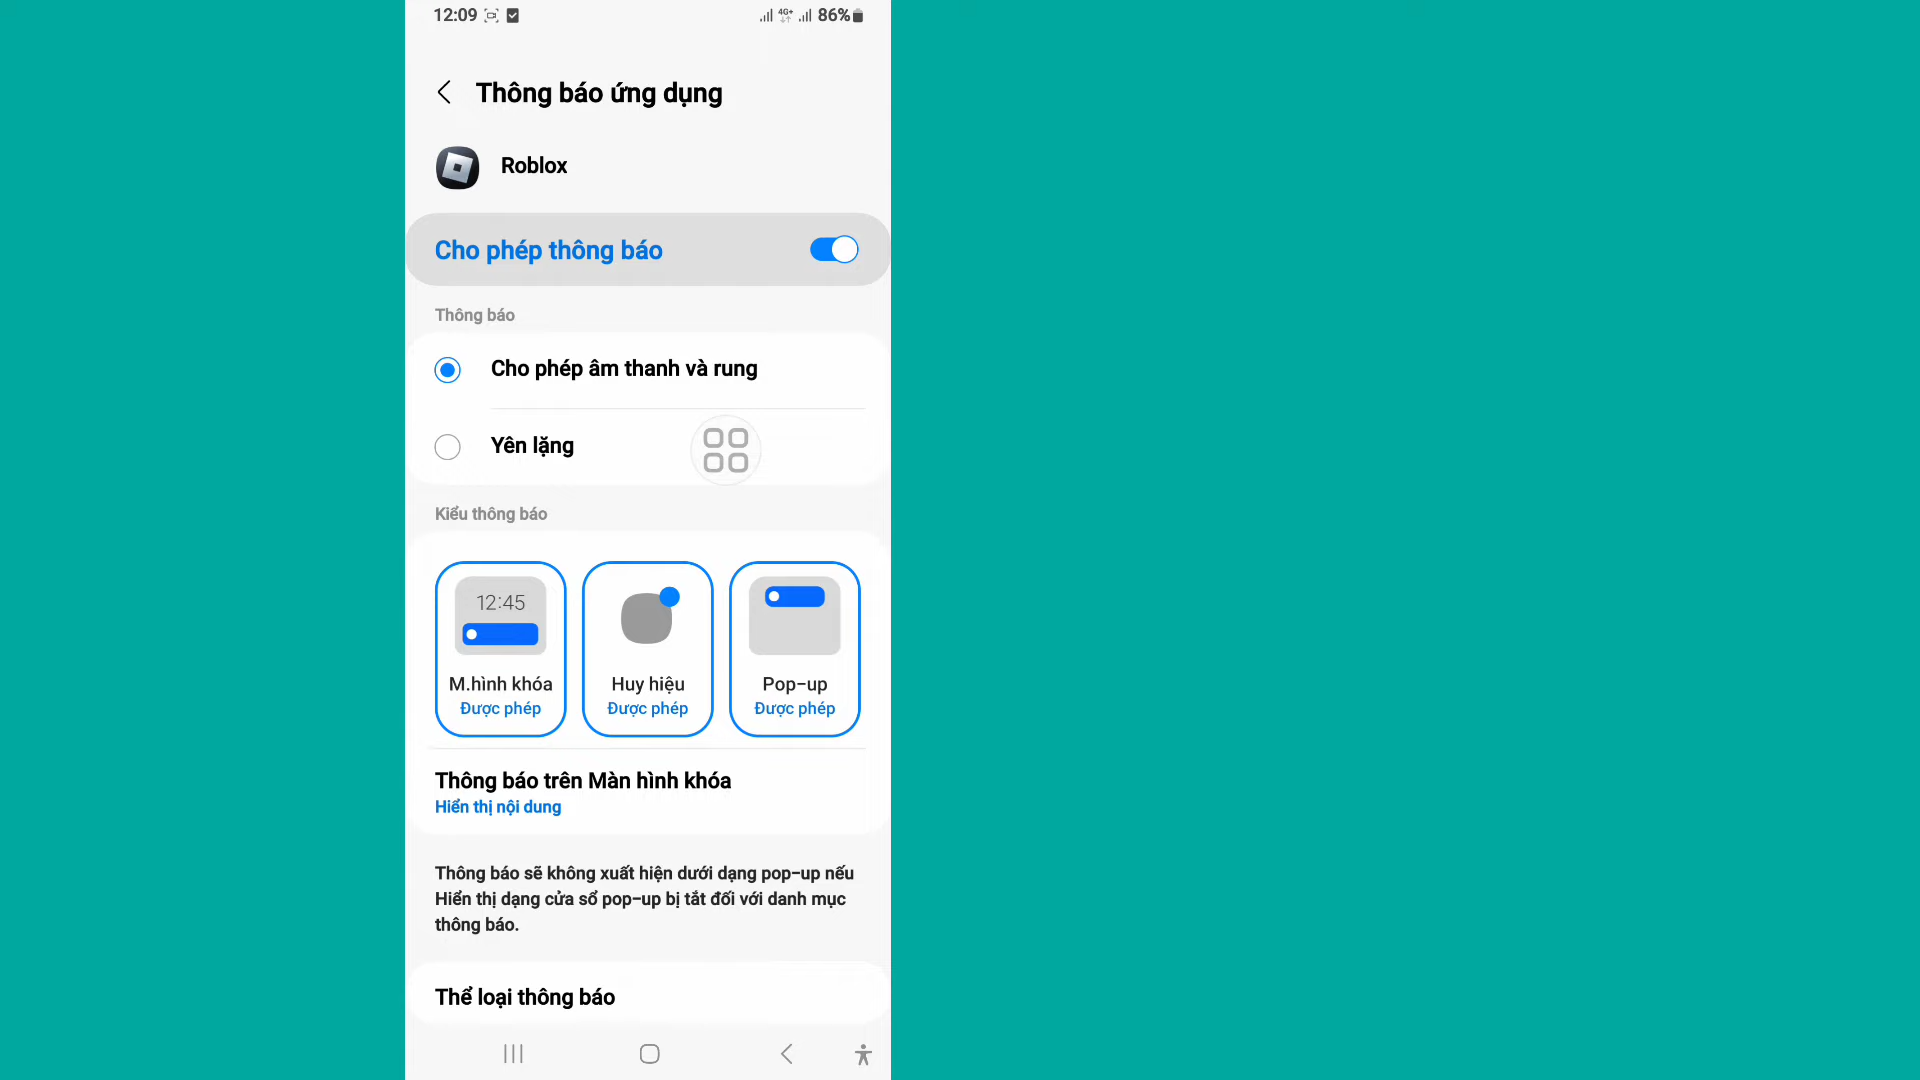 12:09
4G+ 86%
Thông báo ứng dụng
Roblox
Cho phép thông báo
Thông báo
Cho phép âm thanh và rung
Yên lặng
Kiểu thông báo
12:45
M.hình khóa Huy hiệu Pop-up
Được phép Được phép Được phép
Thông báo trên Màn hình khóa
Hiển thị nội dung
Thông báo sẽ không xuất hiện dưới dạng pop-up nếu
Hiển thị dạng cửa sổ pop-up bị tắt đối với danh mục
thông báo.
Thể loại thông báo